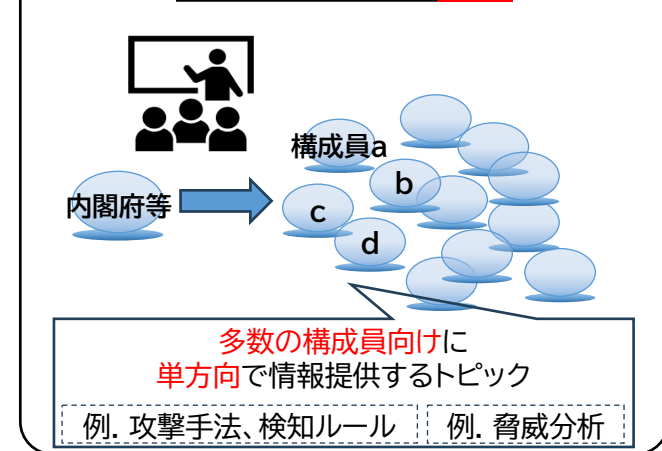 構成員a
b
内閣府等
c
d
多数の構成員向けに
単方向で情報提供するトピック
例. 攻撃手法、検知ルール
例. 脅威分析